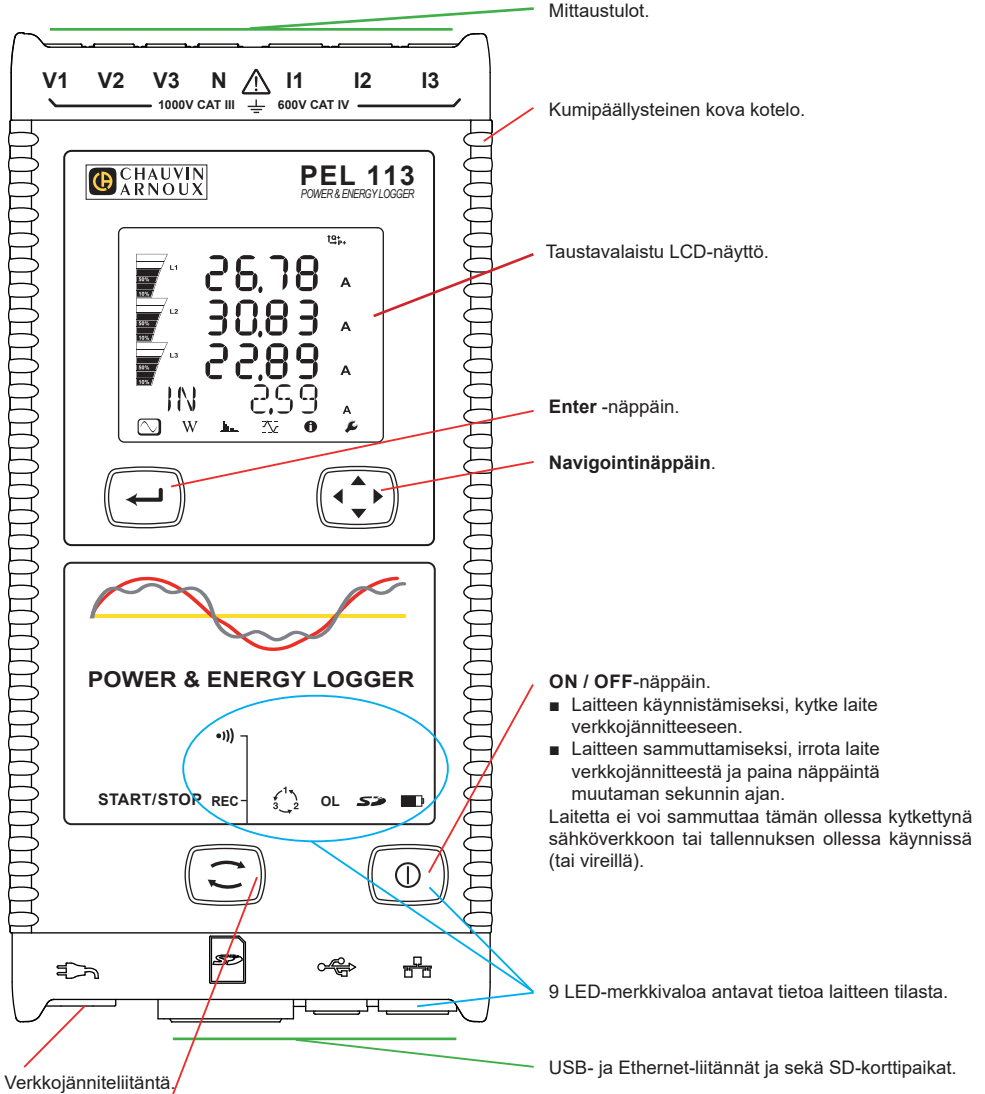 Mittaustulot.
V1 V2 V3 N I1 I2 I3
1000V CAT III 600V CAT IV
Kumipäällysteinen kova kotelo.
CHAUVIN
ARNOUX
PEL 113
POWER & ENERGY LOGGER
Taustavalaistu LCD-näyttö.
L1
50%
10%
26.78 A
L2
50%
10%
30.83 A
L3
50%
10%
22.89 A
IN 2.59 A
W
Enter -näppäin.
Navigointinäppäin.
POWER & ENERGY LOGGER
START/STOP REC
3 1 2
OL
ON / OFF-näppäin.
■ Laitteen käynnistämiseksi, kytke laite
verkkojännitteeseen.
■ Laitteen sammuttamiseksi, irrota laite
verkkojännitteestä ja paina näppäintä
muutaman sekunnin ajan.
Laitetta ei voi sammuttaa tämän ollessa kytkettynä
sähköverkkoon tai tallennuksen ollessa käynnissä
(tai vireillä).
9 LED-merkkivaloa antavat tietoa laitteen tilasta.
USB- ja Ethernet-liitännät ja sekä SD-korttipaikat.
Verkkojänniteliitäntä.